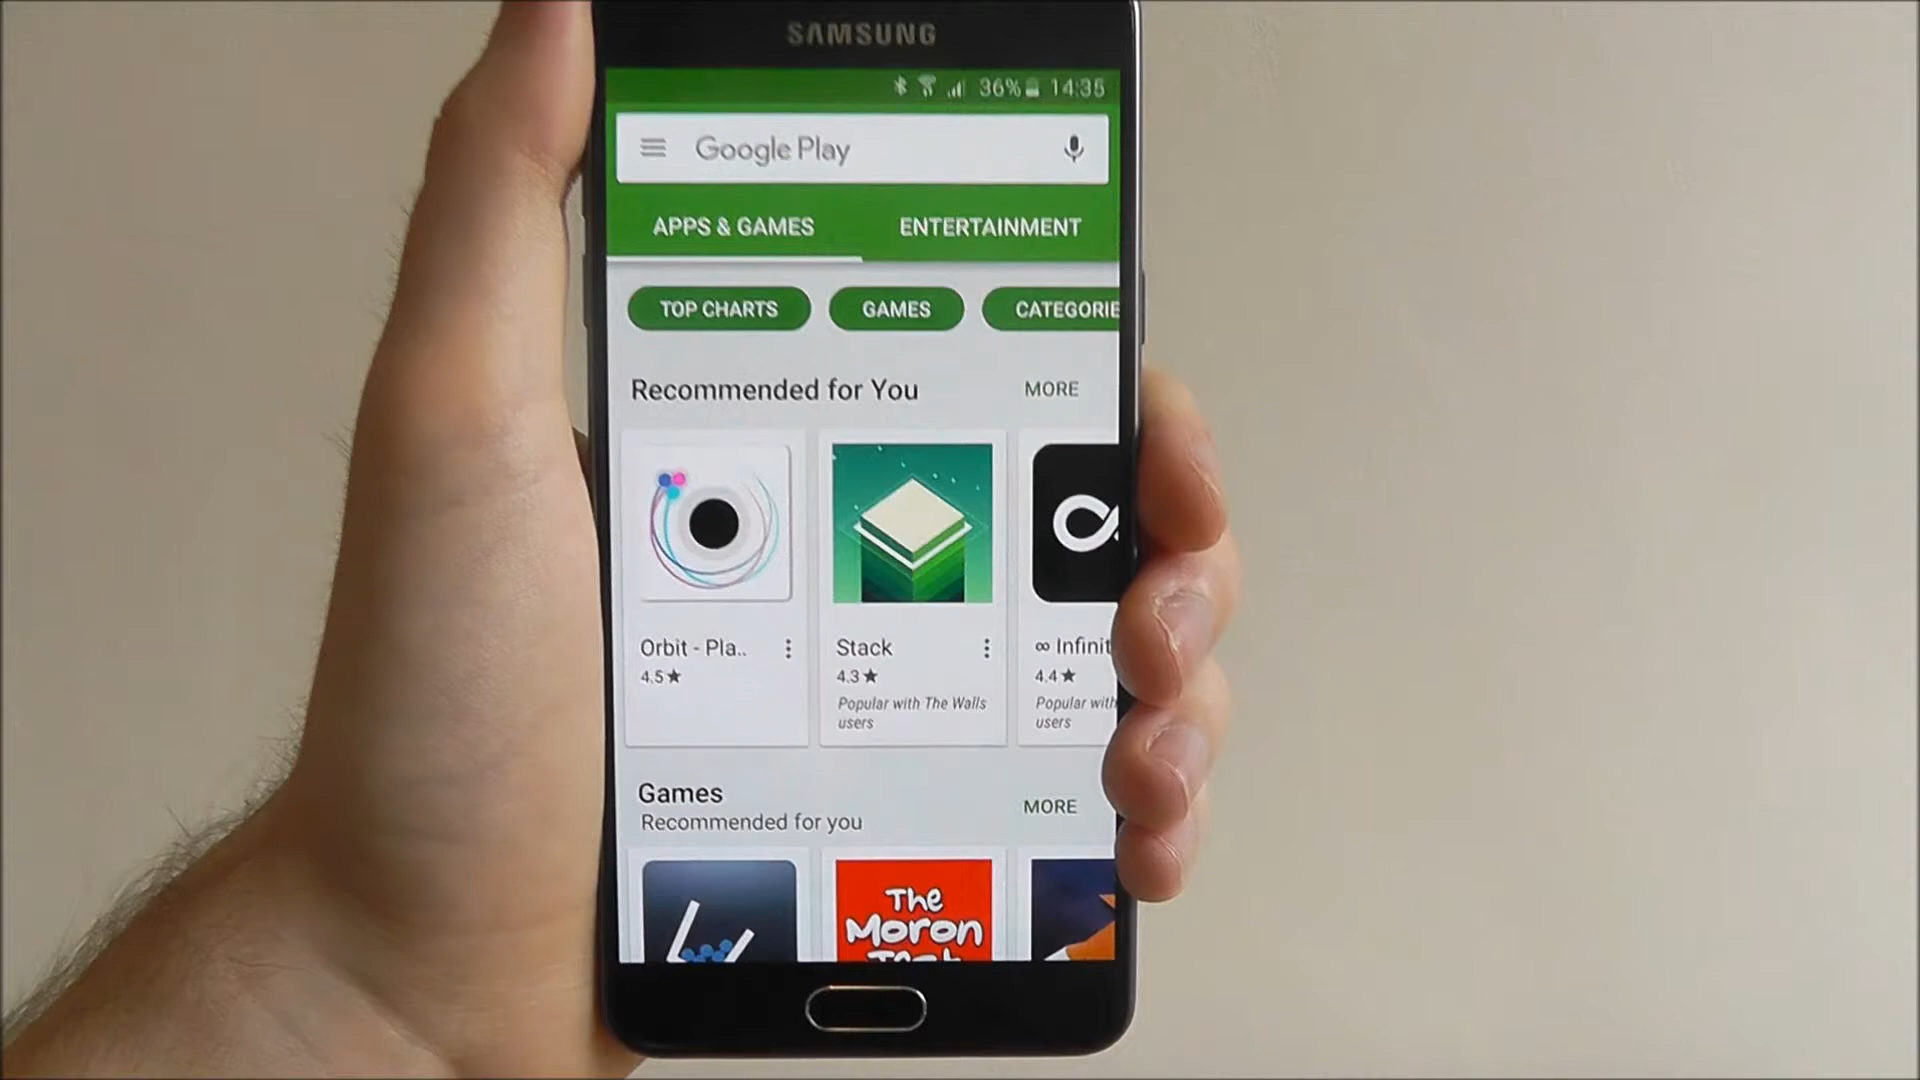 SAMSUNG
36% 14:35
Google Play
APPS & GAMES ENTERTAINMENT
TOP CHARTS GAMES CATEGORIE
Recommended for You MORE
Orbit - Pla.. Stack ∞ Infinit
4.5★ 4.3★ 4.4★
Popular with The Walls Popular with
users users
Games MORE
Recommended for you
The
Moron
Test